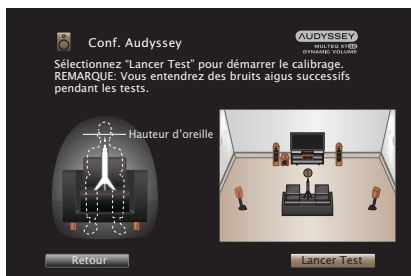 Conf. Audyssey
AUDYSSEY
MULTEQ XT32
DYNAMIC VOLUME
Sélectionnez “Lancer Test” pour démarrer le calibrage.
REMARQUE: Vous entendrez des bruits aigus successifs
pendant les tests.
Hauteur d’oreille
Retour
Lancer Test